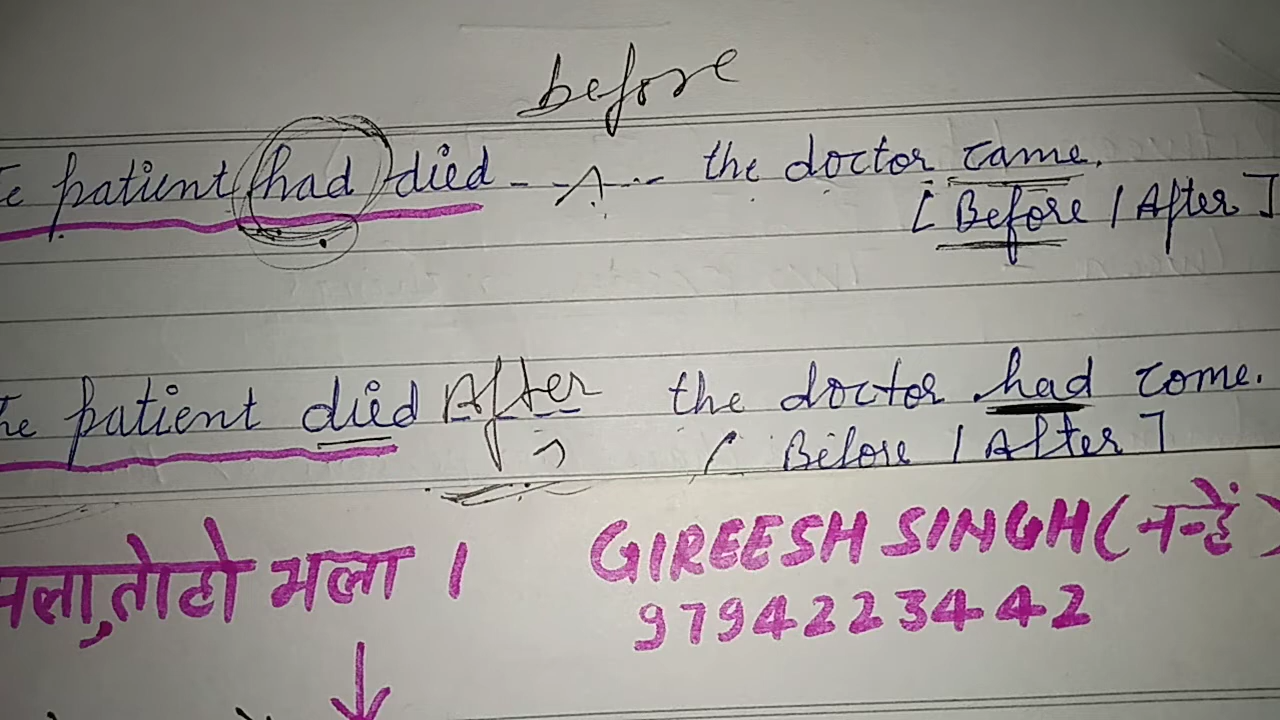 before
patient had died - - - - - the doctor came.
[ Before / After ]
patient died After the doctor had come.
( Before / After ]
भला ।
GIREESH SINGH ( नन्हें )
9794223442